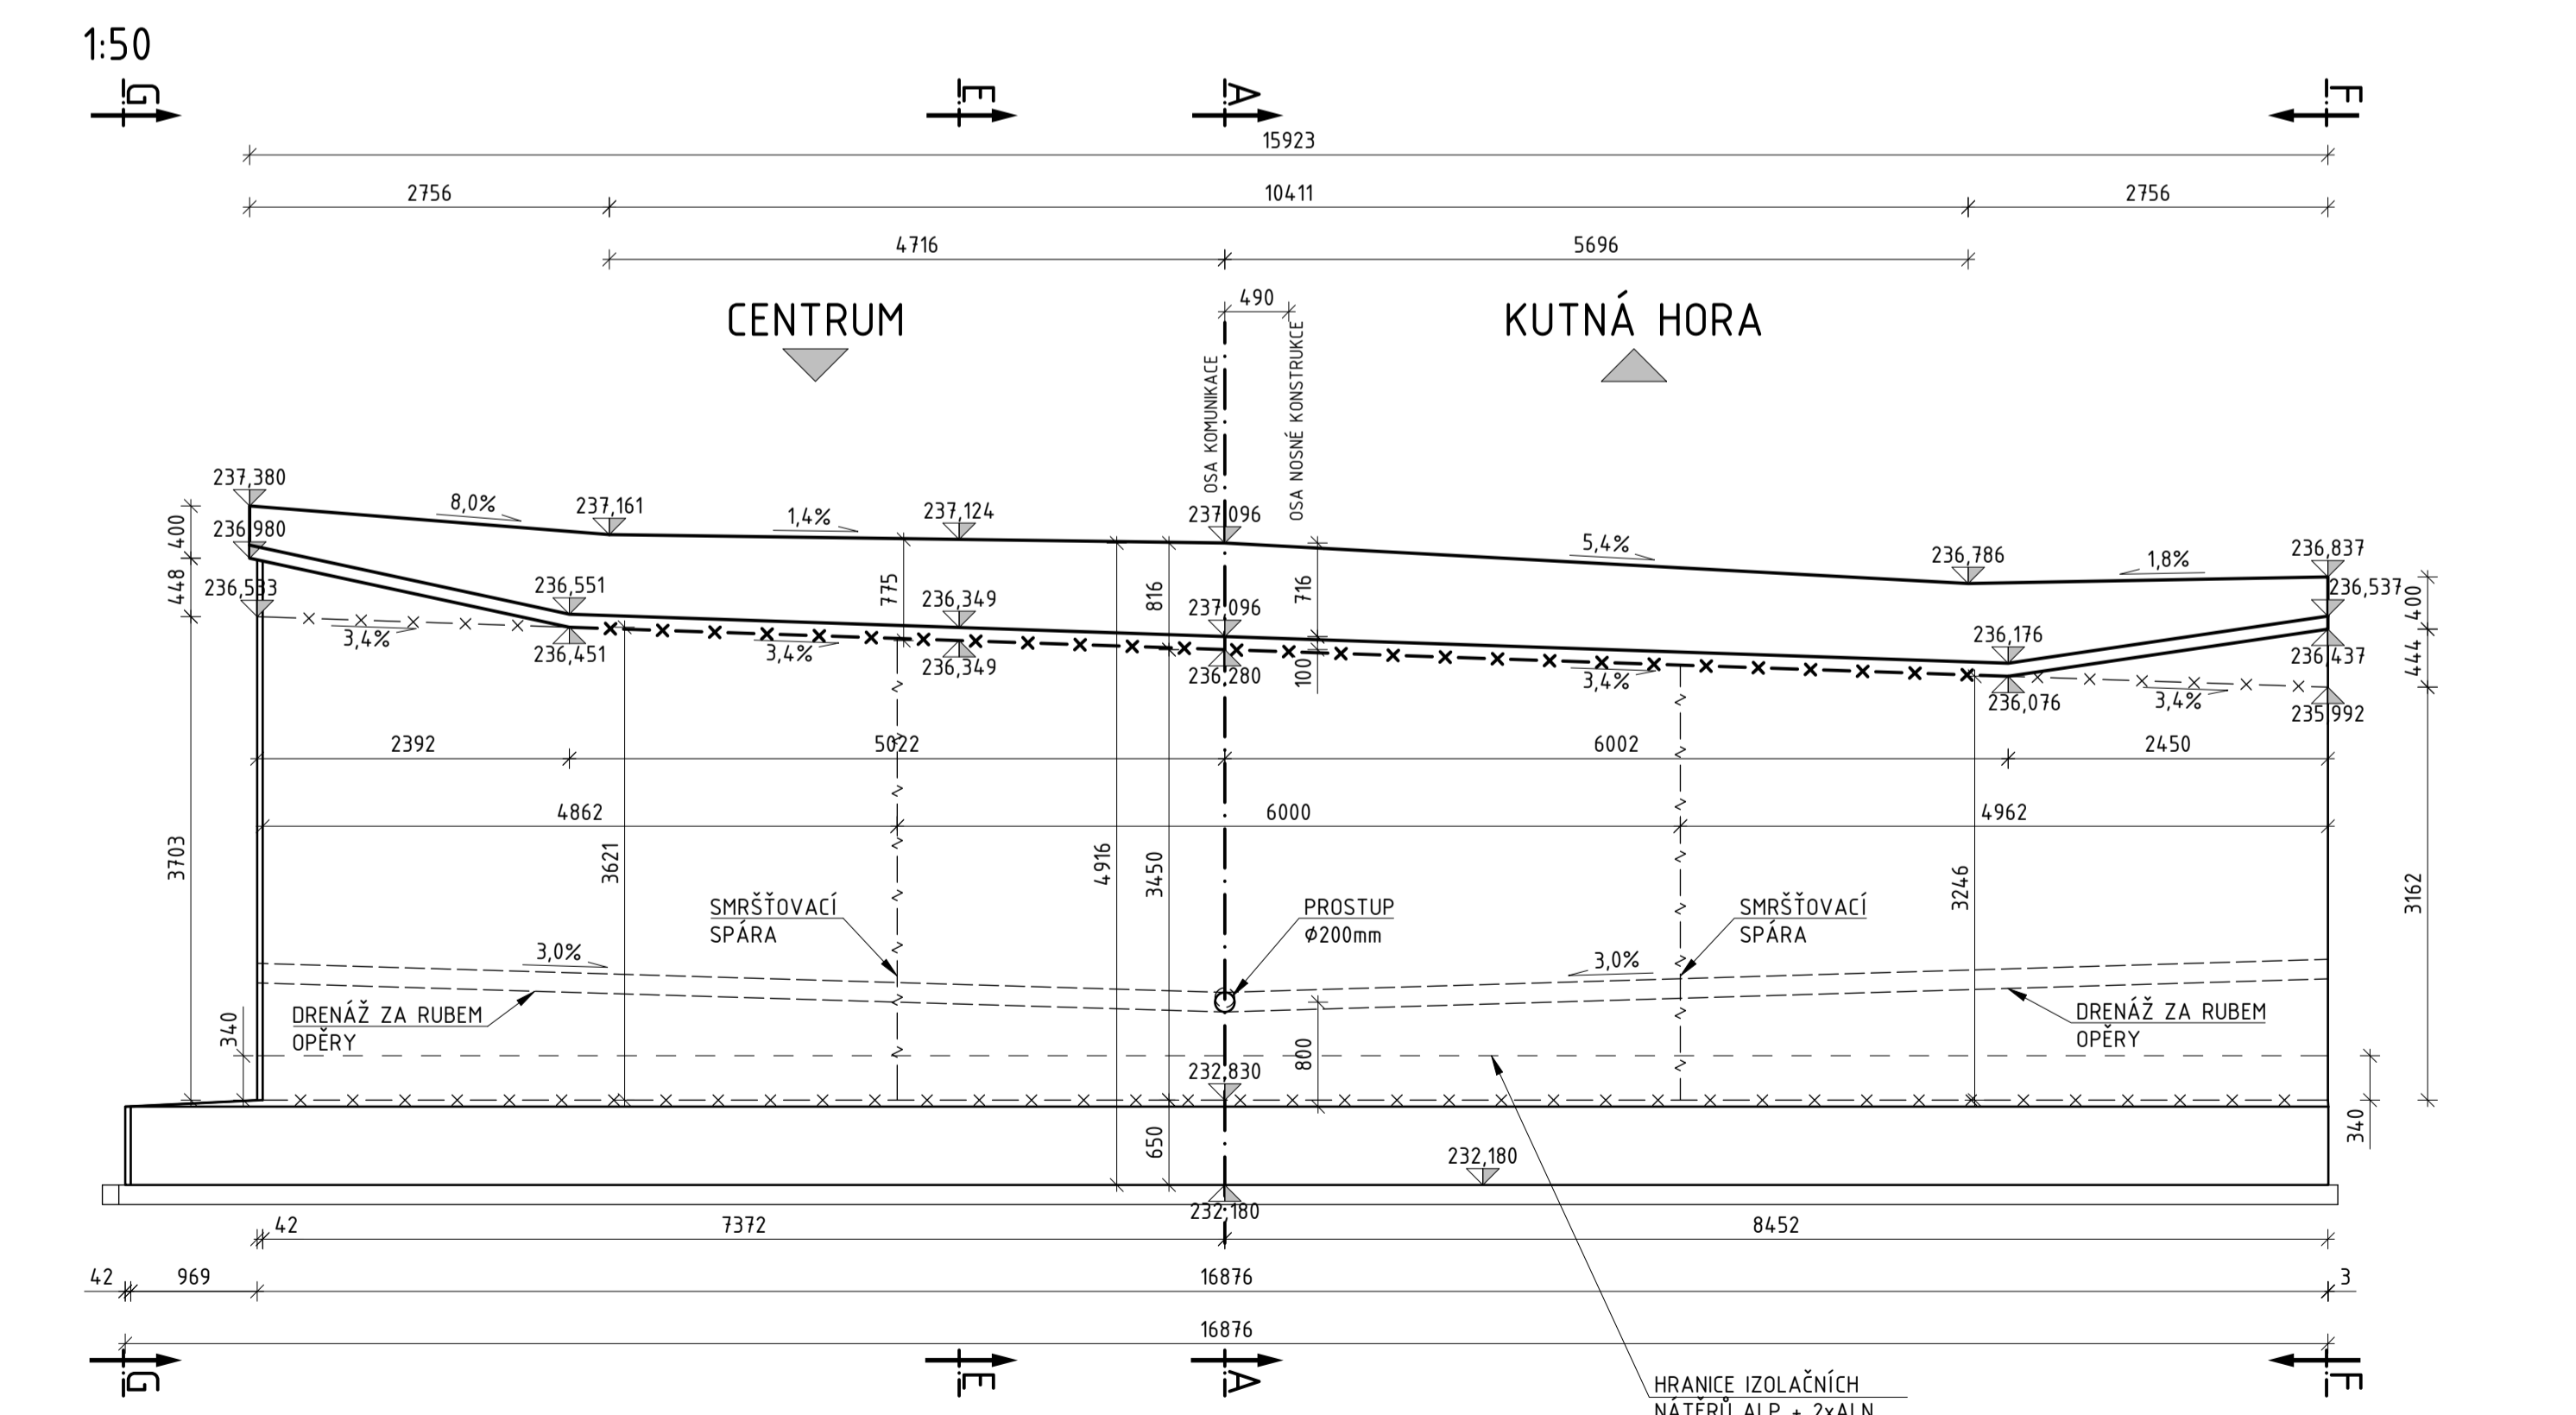 1:50
G E A F
15923
2756 10411 2756
4716 5696
490
CENTRUM KUTNÁ HORA
OSA KOMUNIKACE
OSA NOSNÉ KONSTRUKCE
237,380 8,0% 237,161 1,4% 237,124 237,096 5,4% 236,786 1,8% 236,837
400 236,980 236,537 400
448 236,533 236,551 775 236,349 816 237,096 716 236,176 444
3,4% 236,451 3,4% 236,349 236,280 100 3,4% 236,076 3,4% 236,437
235,992
2392 5022 6002 2450
4862 6000 4962
3703 3621 4916 3450 3246 3162
SMRŠŤOVACÍ
SPÁRA
PROSTUP
Φ200mm
SMRŠŤOVACÍ
SPÁRA
3,0% 3,0%
DRENÁŽ ZA RUBEM
OPĚRY
DRENÁŽ ZA RUBEM
OPĚRY
340 232,830 800 340
650 232,180
232,180
42 7372 8452
42 969 16876 3
16876
G E A F
HRANICE IZOLAČNÍCH
NÁTĚRŮ ALP + 2xALN